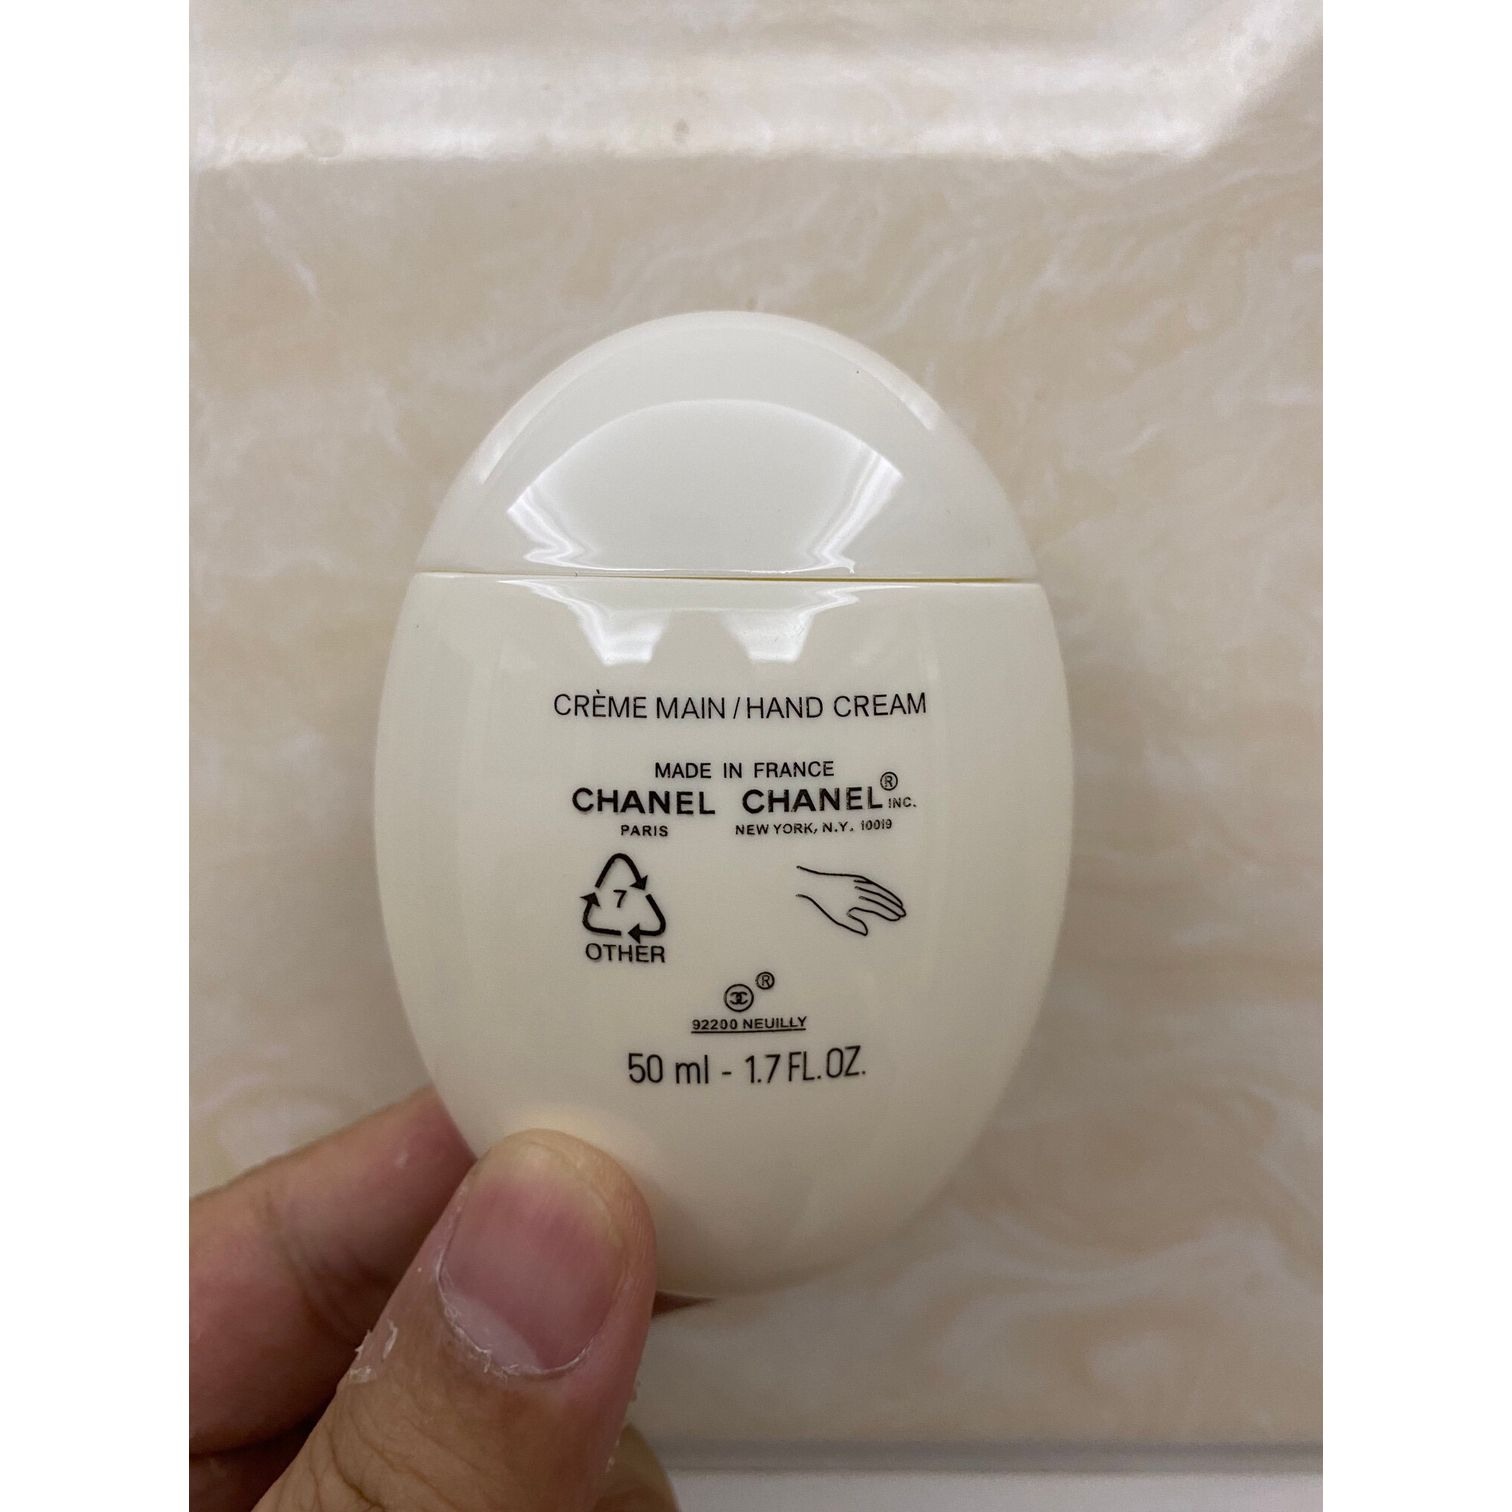 CRÈME MAIN / HAND CREAM
MADE IN FRANCE
CHANEL CHANEL® INC.
PARIS NEW YORK, N.Y. 10019
7
OTHER
®
92200 NEUILLY
50 ml - 1.7 FL.OZ.